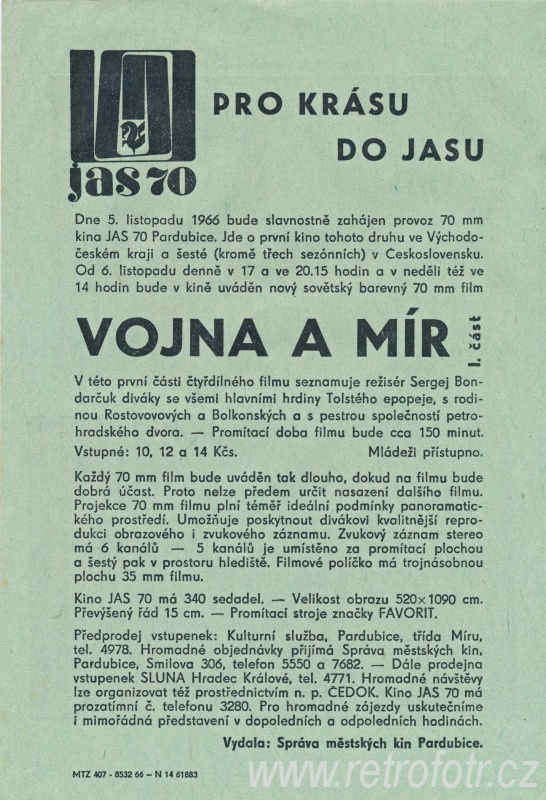 PRO KRÁSU
DO JASU
jas 70
Dne 5. listopadu 1966 bude slavnostně zahájen provoz 70 mm
kina JAS 70 Pardubice. Jde o první kino tohoto druhu ve Východo-
českém kraji a šesté (kromě třech sezónních) v Československu.
Od 6. listopadu denně v 17 a ve 20.15 hodin a v neděli též ve
14 hodin bude v kině uváděn nový sovětský barevný 70 mm film
VOJNA A MÍR
I. část
V této první části čtyřdílného filmu seznamuje režisér Sergej Bon-
darčuk diváky se všemi hlavními hrdiny Tolstého epopeje, s rodi-
nou Rostovovových a Bolkonských a s pestrou společností petro-
hradského dvora. — Promítací doba filmu bude cca 150 minut.
Vstupné: 10, 12 a 14 Kčs. Mládeži přístupno.
Každý 70 mm film bude uváděn tak dlouho, dokud na filmu bude
dobrá účast. Proto nelze předem určit nasazení dalšího filmu.
Projekce 70 mm filmu plní téměř ideální podmínky panoramatic-
kého prostředí. Umožňuje poskytnout divákovi kvalitnější repro-
dukci obrazového i zvukového záznamu. Zvukový záznam stereo
má 6 kanálů — 5 kanálů je umístěno za promítací plochou
a šestý pak v prostoru hlediště. Filmové políčko má trojnásobnou
plochu 35 mm filmu.
Kino JAS 70 má 340 sedadel. — Velikost obrazu 520×1090 cm.
Převýšený řád 15 cm. — Promítací stroje značky FAVORIT.
Předprodej vstupenek: Kulturní služba, Pardubice, třída Míru,
tel. 4978. Hromadné objednávky přijímá Správa městských kin,
Pardubice, Smilova 306, telefon 5550 a 7682. — Dále prodejna
vstupenek SLUNA Hradec Králové, tel. 4771. Hromadné návštěvy
lze organizovat též prostřednictvím n. p. ČEDOK. Kino JAS 70 má
prozatímní č. telefonu 3280. Pro hromadné zájezdy uskutečníme
i mimořádná představení v dopoledních a odpoledních hodinách.
Vydala: Správa městských kin Pardubice.
MTZ 407 - 8532 66 – N 14 61883
www.retrofotr.cz